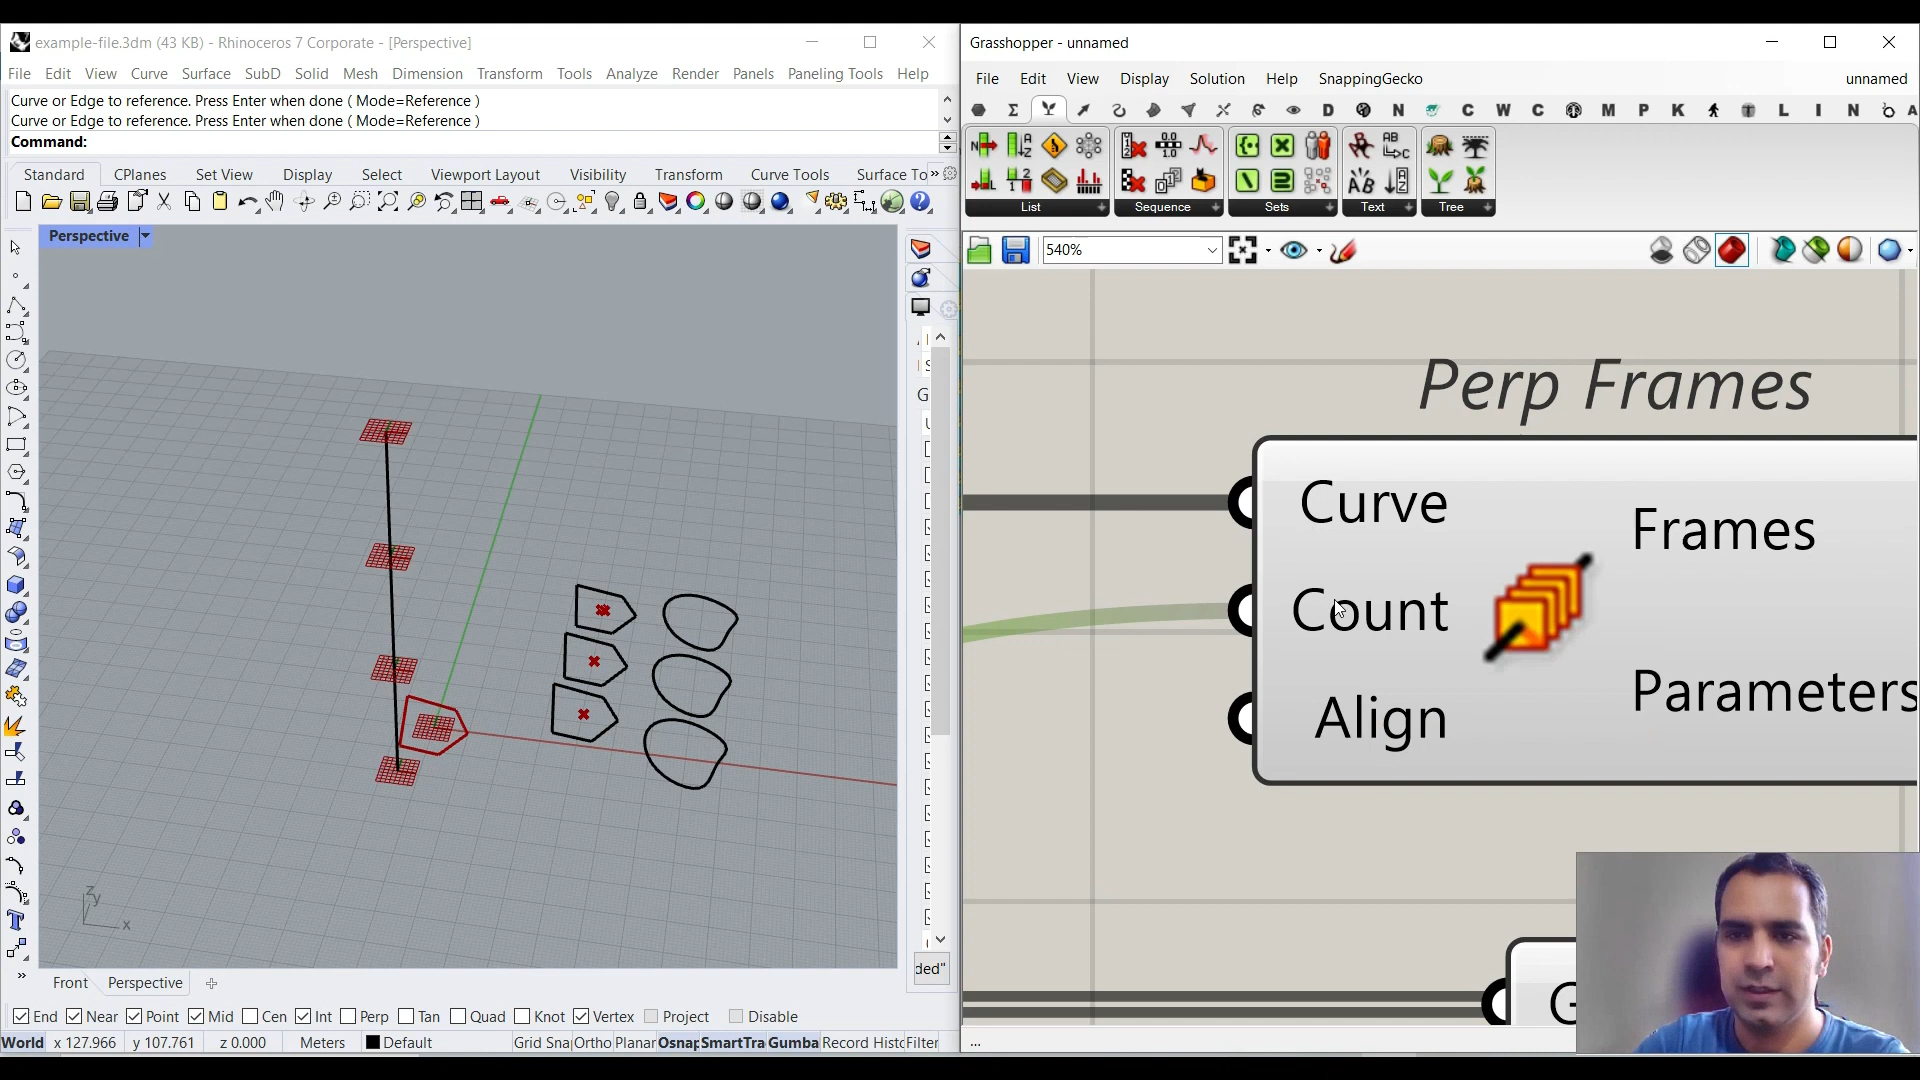 example-file.3dm (43 KB) - Rhinoceros 7 Corporate - [Perspective]
File Edit View Curve Surface SubD Solid Mesh Dimension Transform Tools Analyze Render Panels Paneling Tools Help
Curve or Edge to reference. Press Enter when done ( Mode=Reference )
Curve or Edge to reference. Press Enter when done ( Mode=Reference )
Command:
Standard CPlanes Set View Display Select Viewport Layout Visibility Transform Curve Tools Surface To »
Perspective
z
y
x
G
ded"
Front Perspective
End Near Point Mid Cen Int Perp Tan Quad Knot Vertex Project Disable
World x 127.966 y 107.761 z 0.000 Meters Default Grid Sna Ortho Planar Osnap SmartTra Gumba Record Histo Filter
Grasshopper - unnamed
File Edit View Display Solution Help SnappingGecko unnamed
D N C W C M P K L I N A
List Sequence Sets Text Tree
540%
Perp Frames
Curve
Count
Align
Frames
Parameters
G
...